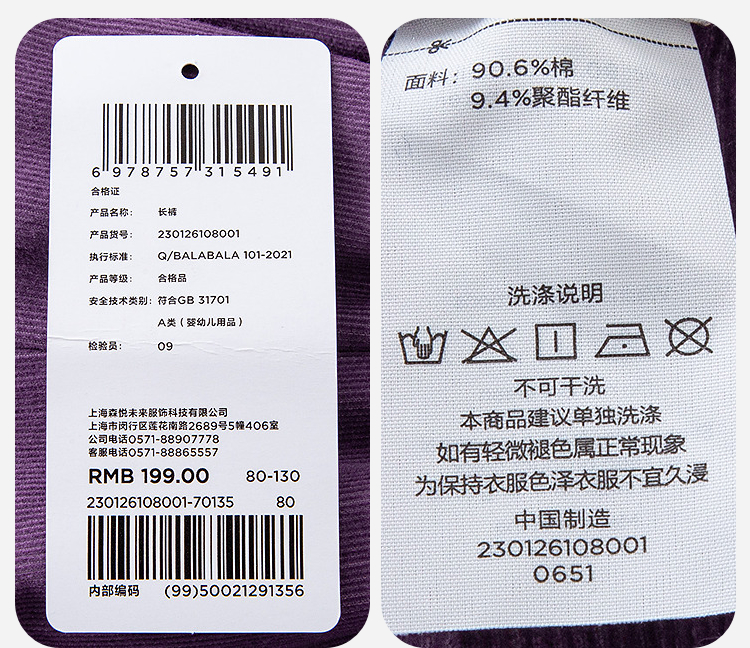 6 978757 315491
合格证
产品名称: 长裤
产品货号: 230126108001
执行标准: Q/BALABALA 101-2021
产品等级: 合格品
安全技术类别: 符合GB 31701
A类（婴幼儿用品）
检验员: 09
上海森悦未来服饰科技有限公司
上海市闵行区莲花南路2689号5幢406室
公司电话0571-88907778
客服电话0571-88865557
RMB 199.00 80-130
230126108001-70135 80
内部编码 (99)50021291356
面料: 90.6%棉
9.4%聚酯纤维
洗涤说明
不可干洗
本商品建议单独洗涤
如有轻微褪色属正常现象
为保持衣服色泽衣服不宜久浸
中国制造
230126108001
0651